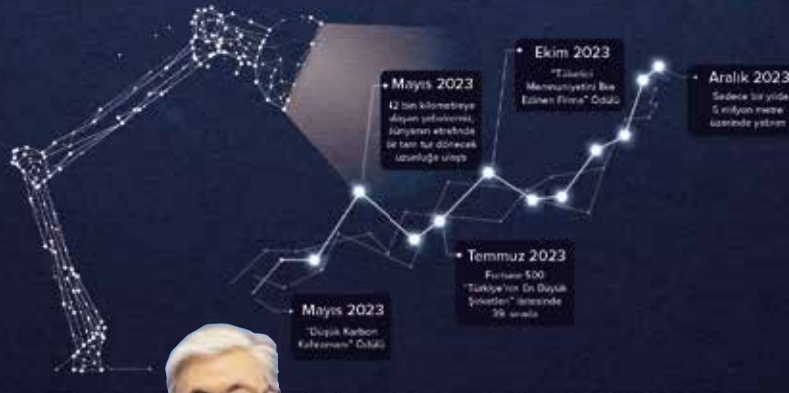 Mayıs 2023
42 bin kilometreye
ulaşan şebekemiz,
dünyanın etrafında
bir tam tur dönecek
uzunluğa ulaştı
Ekim 2023
"Tüketici
Memnuniyetini İlke
Edinen Firma" Ödülü
Aralık 2023
Sadece bir yılda
5 milyon metre
üzerinde yatırım
Temmuz 2023
Fortune 500
"Türkiye'nin En Büyük
Şirketleri" listesinde
39. sırada
Mayıs 2023
"Düşük Karbon
Kahramanı" Ödülü